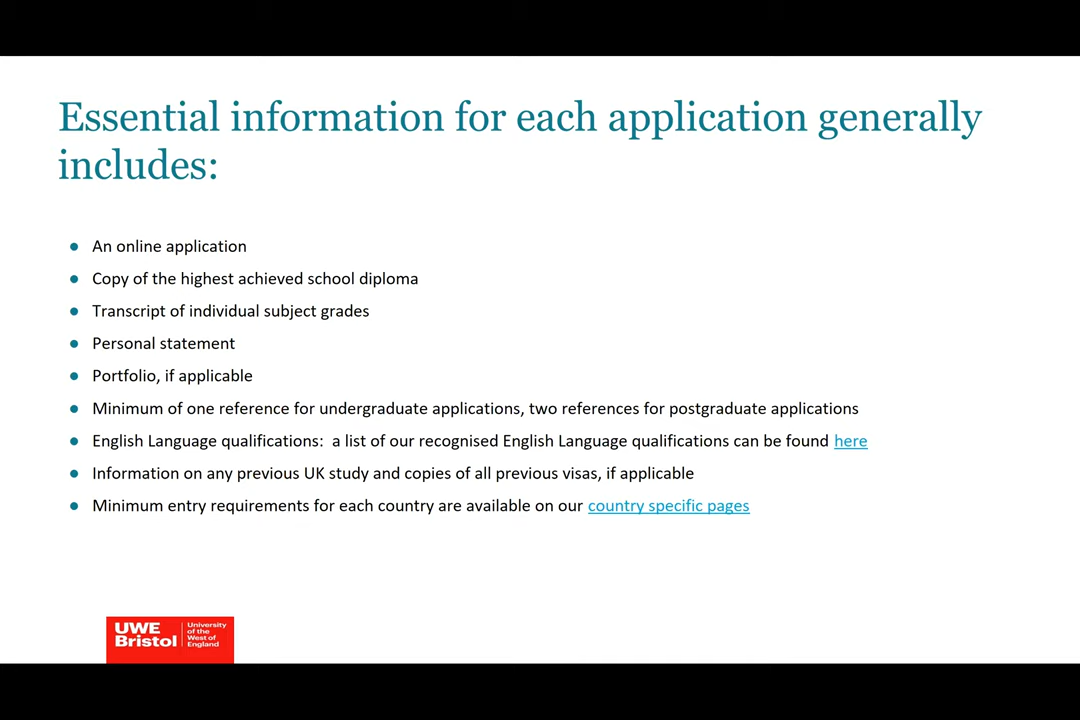 Essential information for each application generally
includes:
An online application
Copy of the highest achieved school diploma
Transcript of individual subject grades
Personal statement
Portfolio, if applicable
Minimum of one reference for undergraduate applications, two references for postgraduate applications
English Language qualifications:  a list of our recognised English Language qualifications can be found here
Information on any previous UK study and copies of all previous visas, if applicable
Minimum entry requirements for each country are available on our country specific pages
UWE
Bristol
University
of the
West of
England